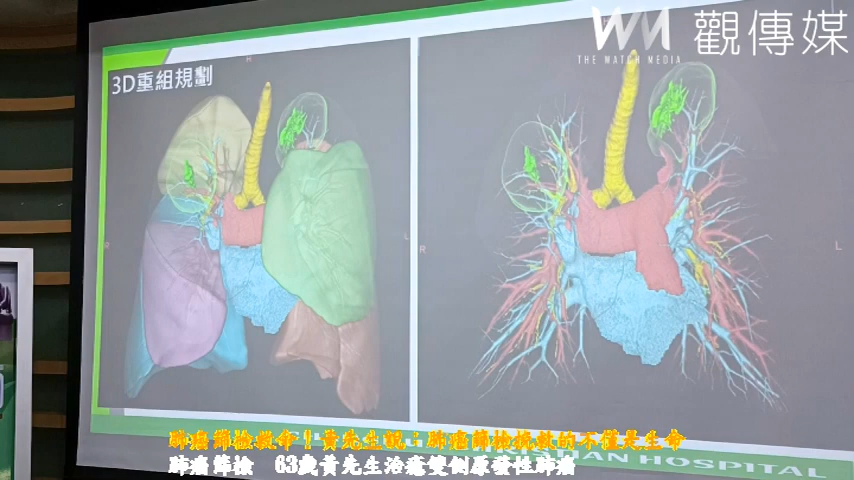 WM 觀傳媒
THE WATCH MEDIA
3D重組規劃
R
R
L
L
肺癌篩檢救命！黃先生說：肺癌篩檢挽救的不僅是生命
HOSPITAL
肺癌篩檢 63歲黃先生治癒雙側原發性肺癌